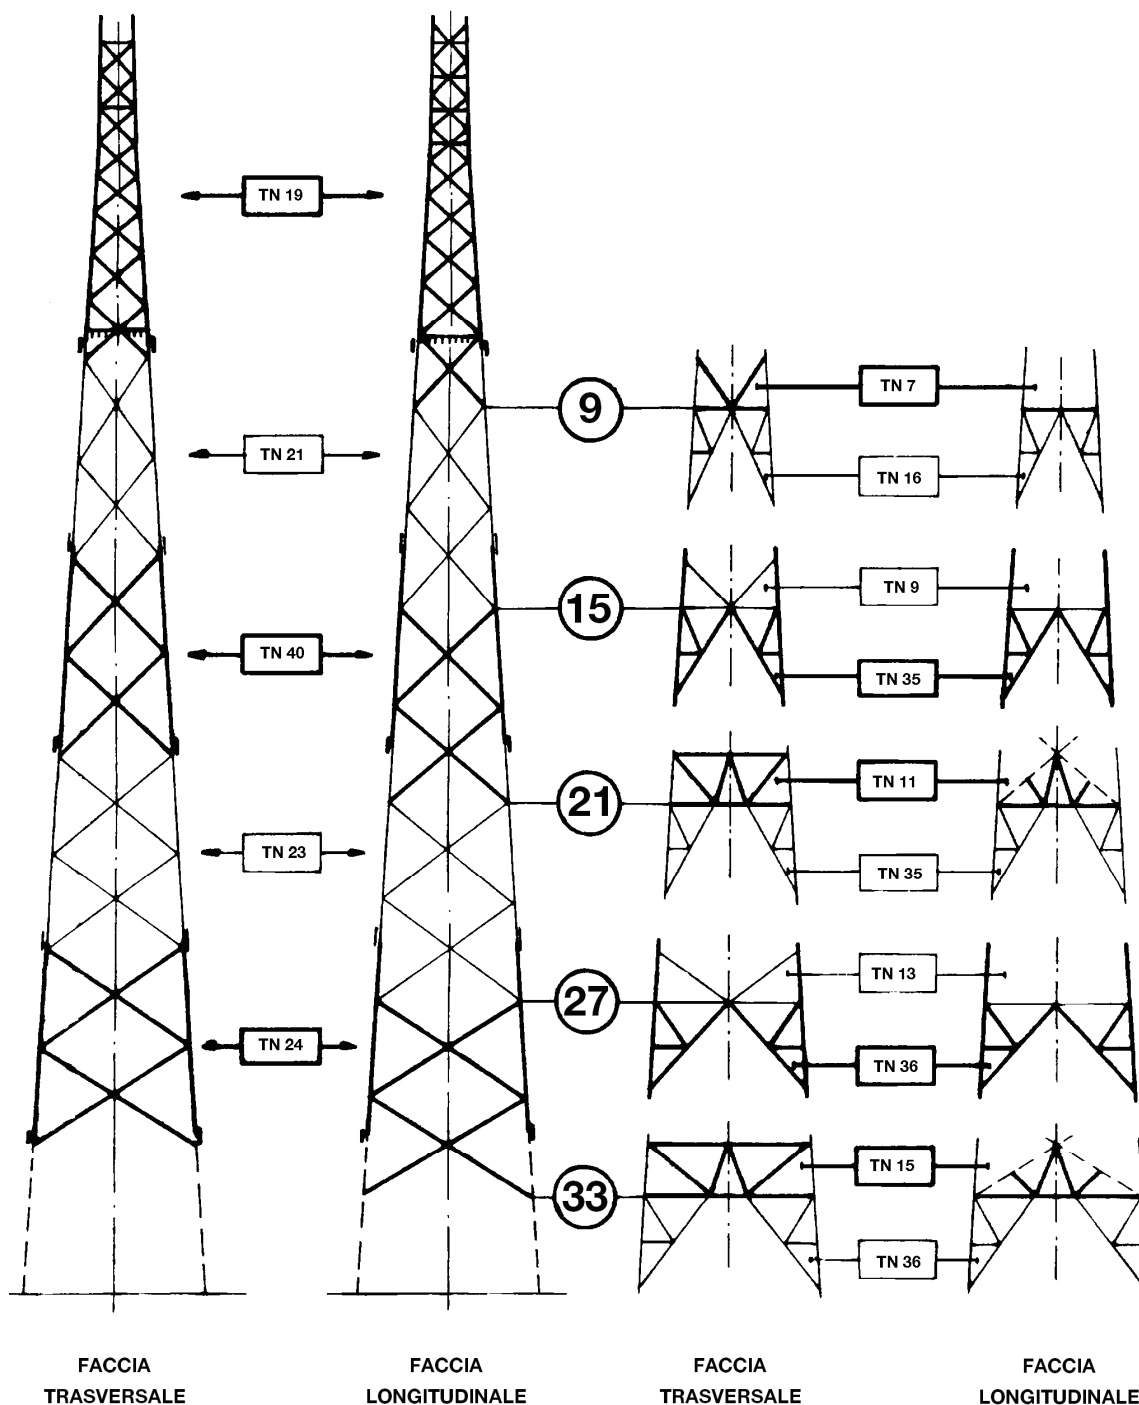 TN 19
9
TN 7
TN 21
TN 16
15
TN 9
TN 40
TN 35
21
TN 11
TN 23
TN 35
27
TN 13
TN 24
TN 36
33
TN 15
TN 36
FACCIA
TRASVERSALE
FACCIA
LONGITUDINALE
FACCIA
TRASVERSALE
FACCIA
LONGITUDINALE